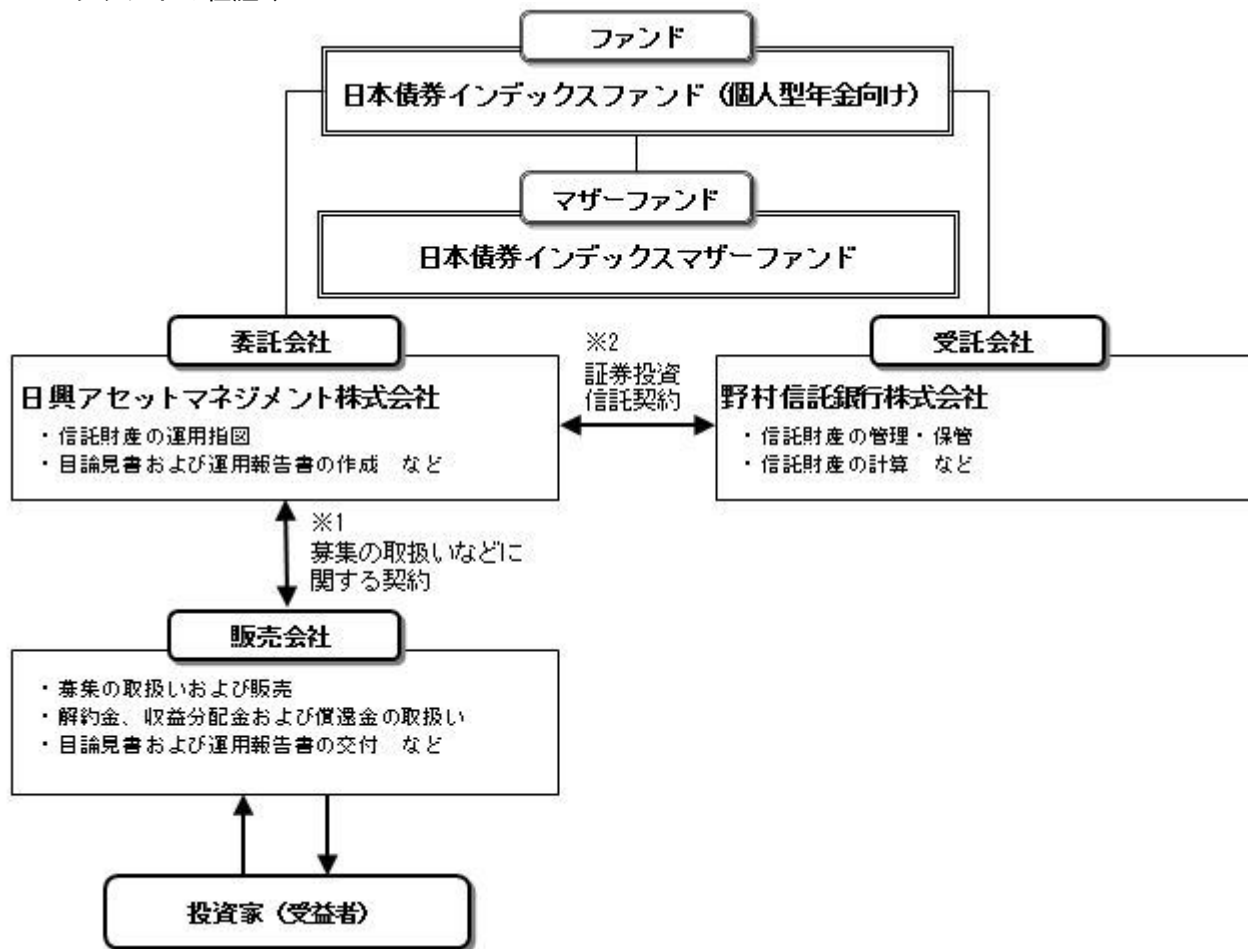 ファンド
日本債券インデックスファンド（個人型年金向け）
マザーファンド
日本債券インデックスマザーファンド
委託会社
日興アセットマネジメント株式会社
・信託財産の運用指図
・目論見書および運用報告書の作成　など
※2
証券投資
信託契約
受託会社
野村信託銀行株式会社
・信託財産の管理・保管
・信託財産の計算　など
※1
募集の取扱いなどに
関する契約
販売会社
・募集の取扱いおよび販売
・解約金、収益分配金および償還金の取扱い
・目論見書および運用報告書の交付　など
投資家（受益者）